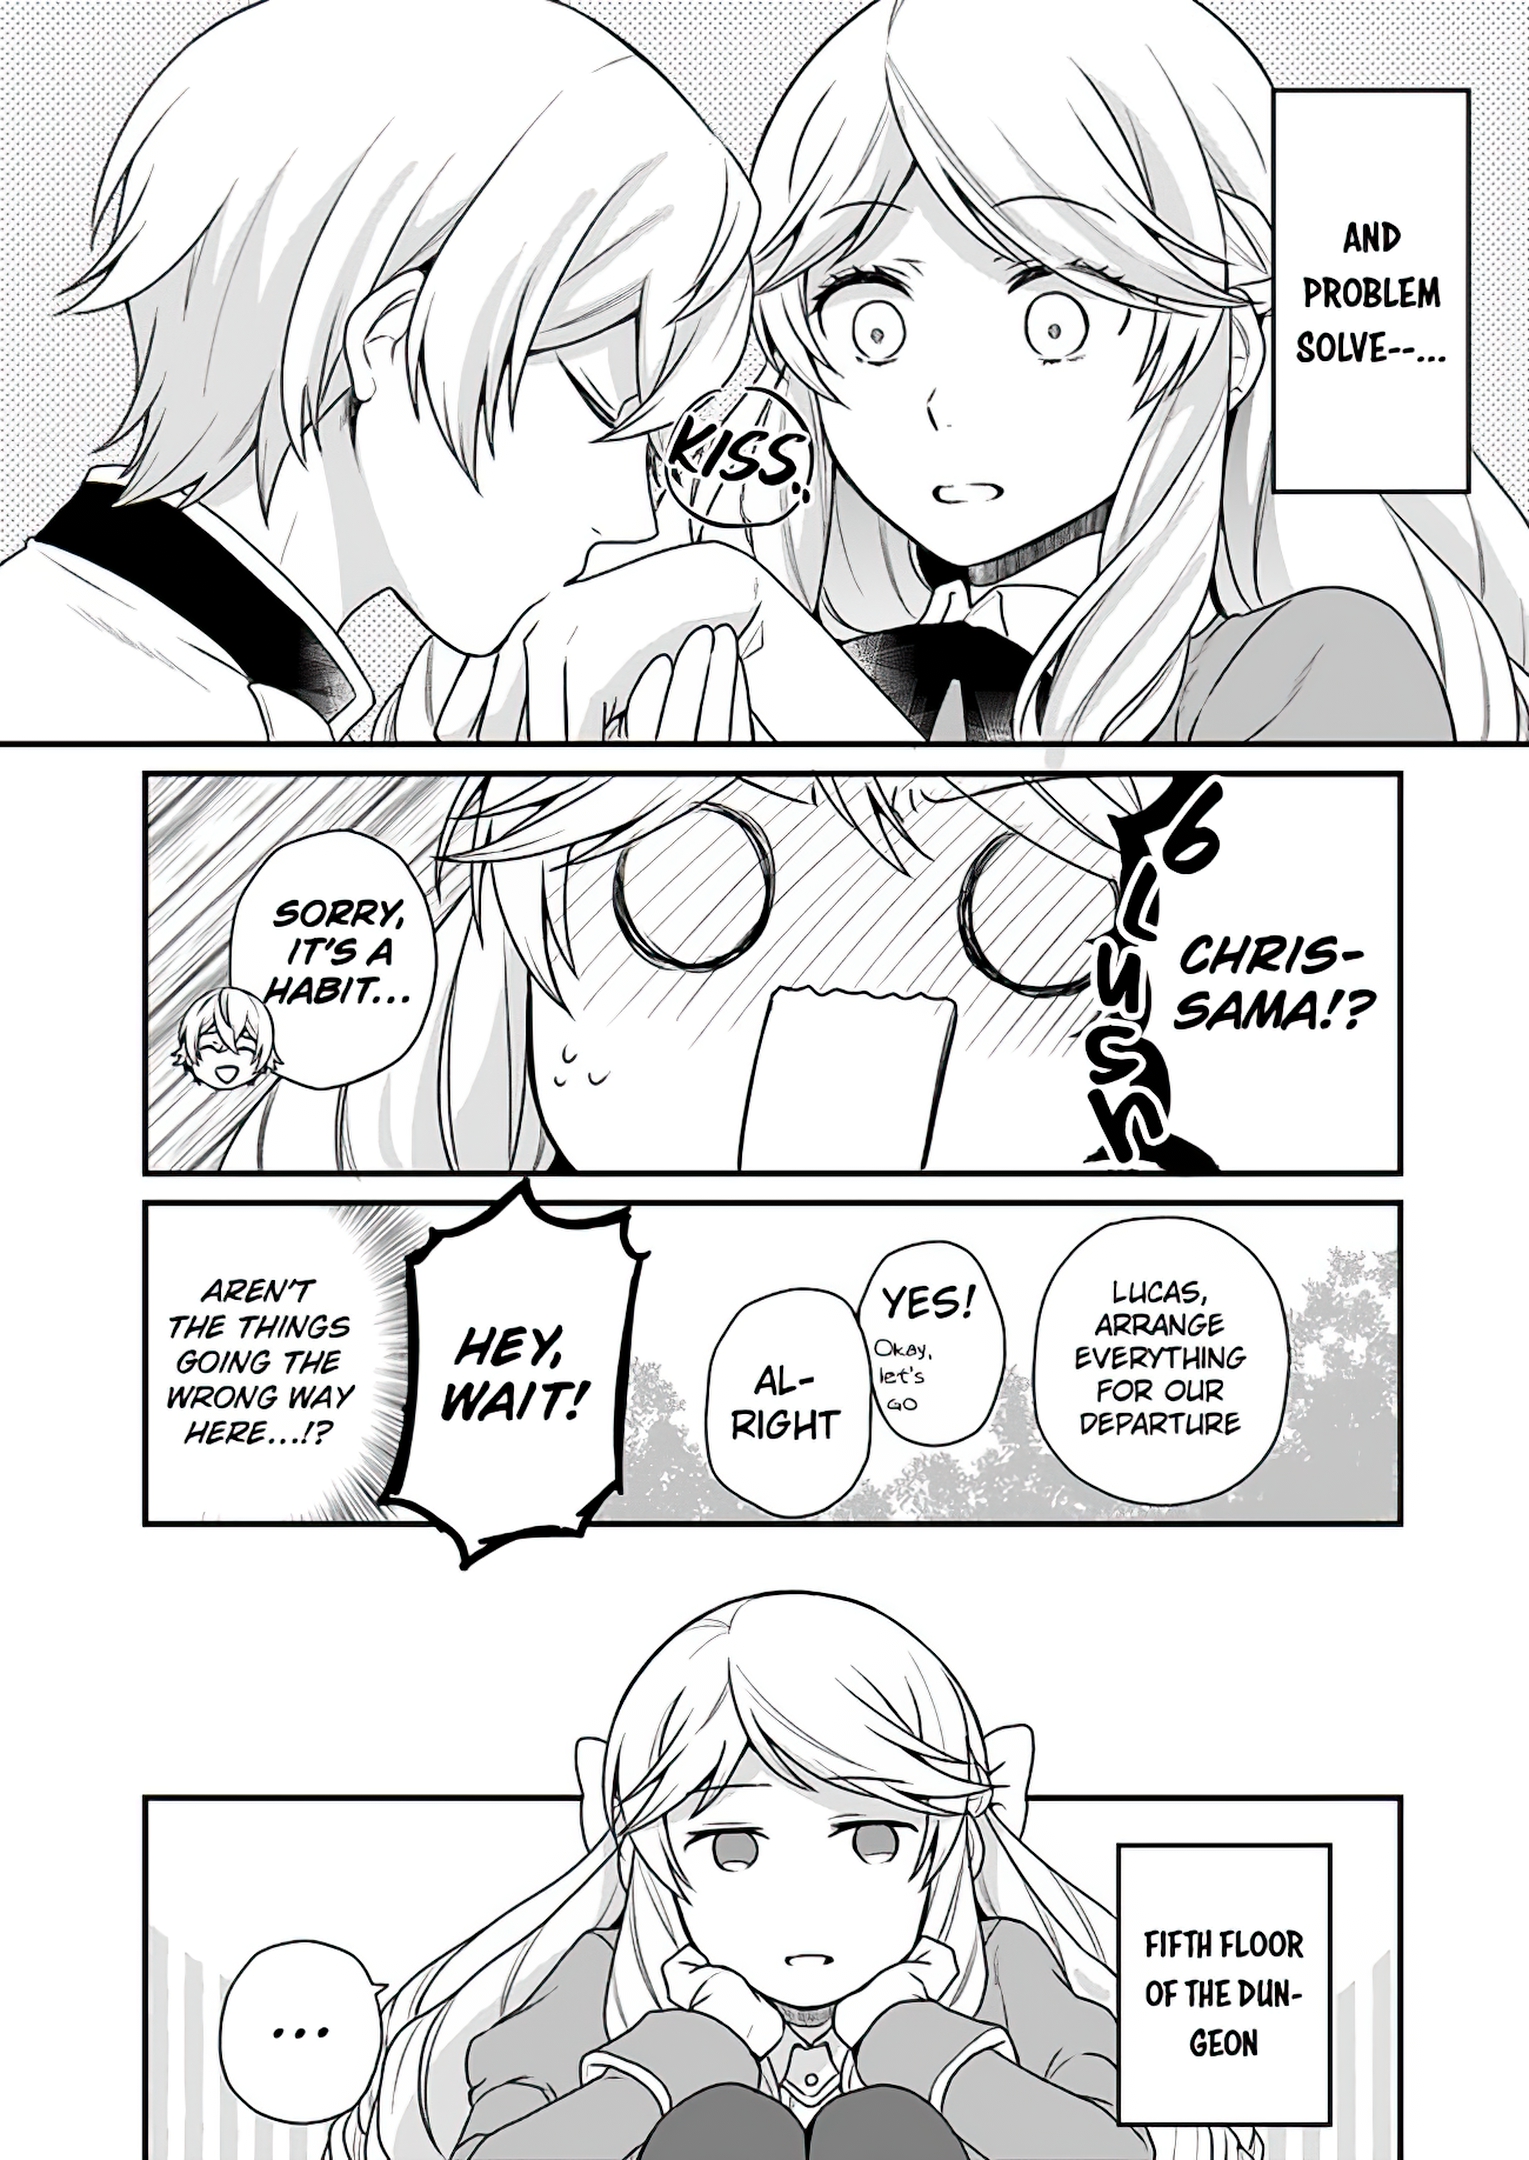 AND
PROBLEM
SOLVE--...
KISS
CHRIS-
SAMA!?
blush
SORRY,
IT'S A
HABIT...
LUCAS,
ARRANGE
EVERYTHING
FOR OUR
DEPARTURE
YES!
Okay,
let's
GO
AL-
RIGHT
HEY,
WAIT!
AREN'T
THE THINGS
GOING THE
WRONG WAY
HERE...!?
FIFTH FLOOR
OF THE DUN-
GEON
...